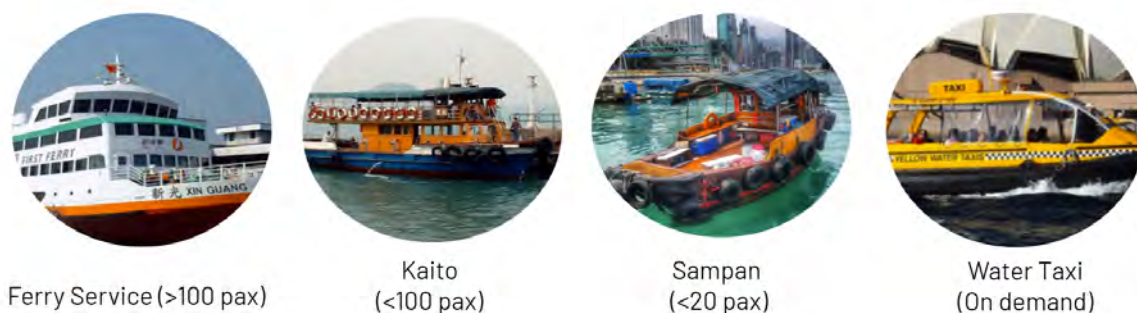 FIRST FERRY
新光 XIN GUANG
TAXI
YELLOW WATER TAXIS
Ferry Service (>100 pax)
Kaito
(<100 pax)
Sampan
(<20 pax)
Water Taxi
(On demand)